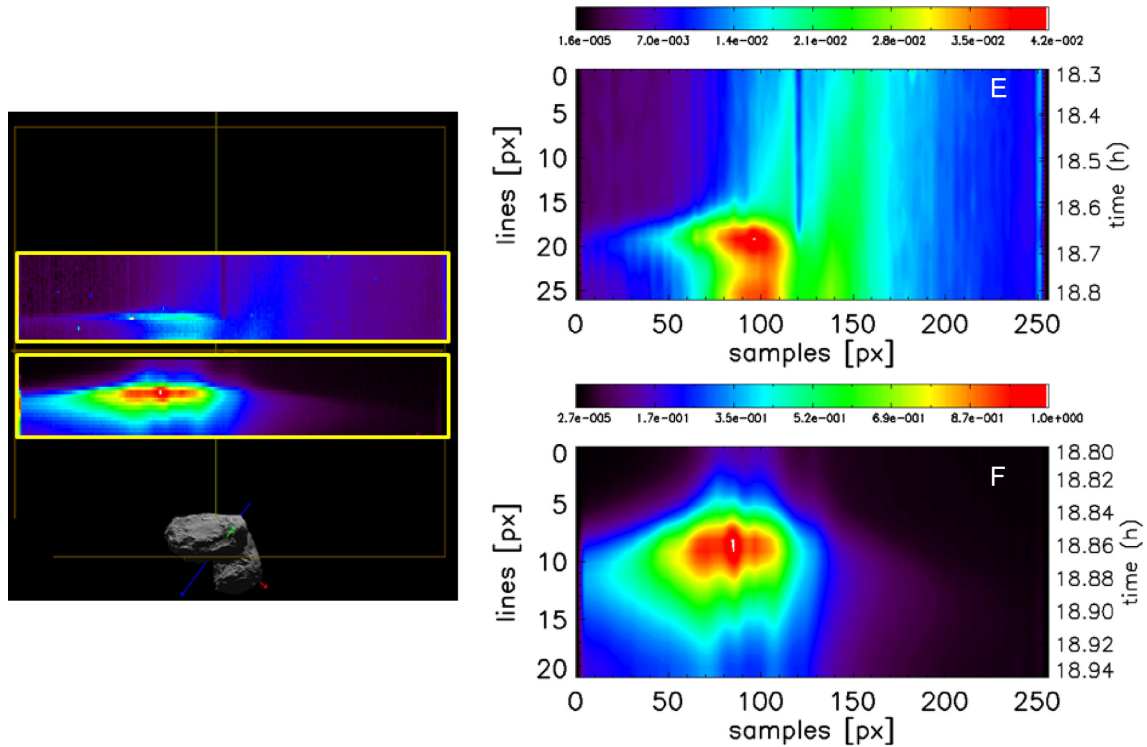 1.6e-005 7.0e-003 1.4e-002 2.1e-002 2.8e-002 3.5e-002 4.2e-002
E
0
5
10
15
20
25
lines [px]
18.3
18.4
18.5
18.6
18.7
18.8
time (h)
0 50 100 150 200 250
samples [px]
2.7e-005 1.7e-001 3.5e-001 5.2e-001 6.9e-001 8.7e-001 1.0e+000
F
0
5
10
15
20
lines [px]
18.80
18.82
18.84
18.86
18.88
18.90
18.92
18.94
time (h)
0 50 100 150 200 250
samples [px]